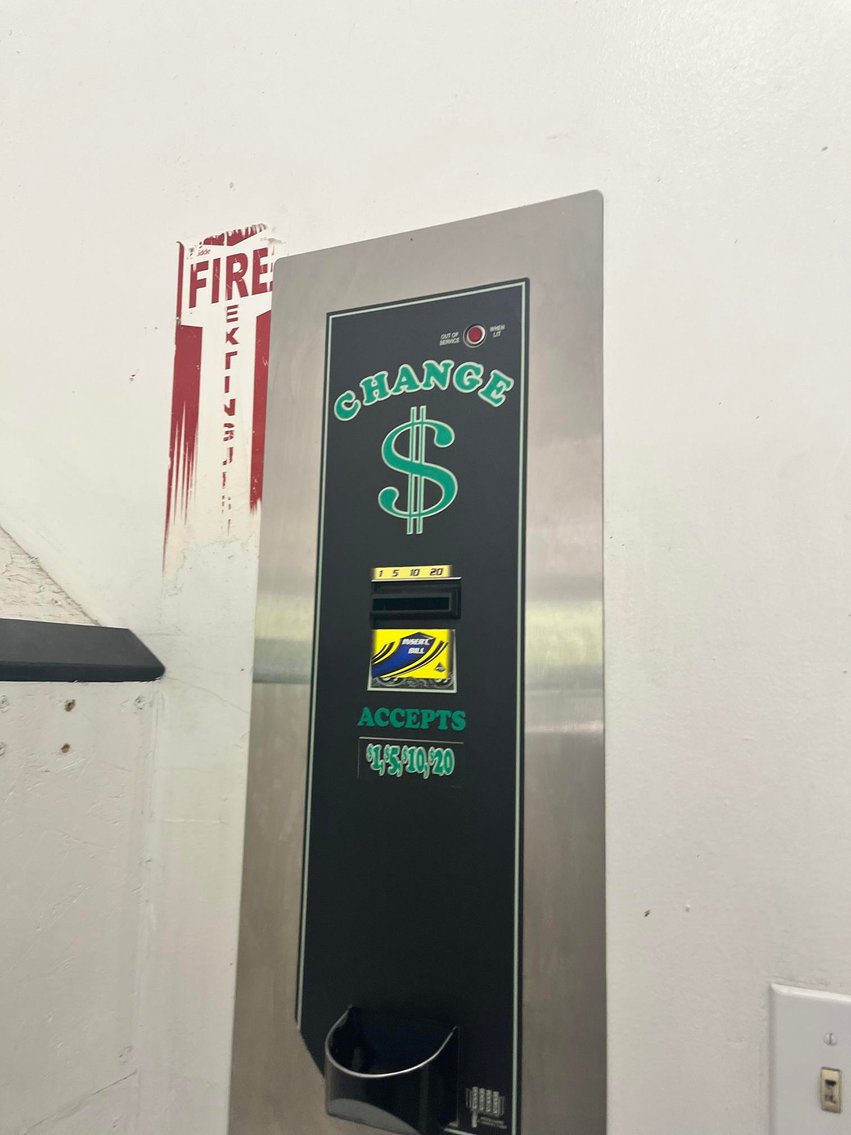 FIRE
OUT OF
SERVICE
WHEN
LIT
CHANGE
$
1 5 10 20
INSERT
BILL
ACCEPTS
$1,$5,$10,$20